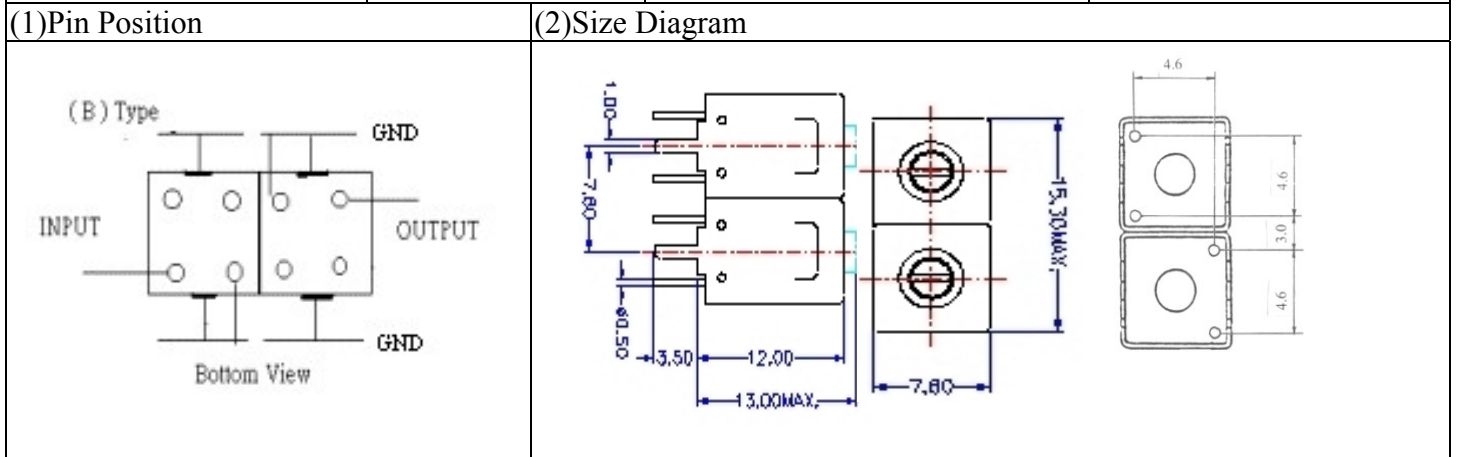 (1)Pin Position
(2)Size Diagram
( B ) Type
GND
INPUT
OUTPUT
GND
Bottom View
1.00
7.80
ø0.50
3.50
12.00
13.00MAX.
15.30MAX.
7.80
4.6
4.6
3.0
4.6